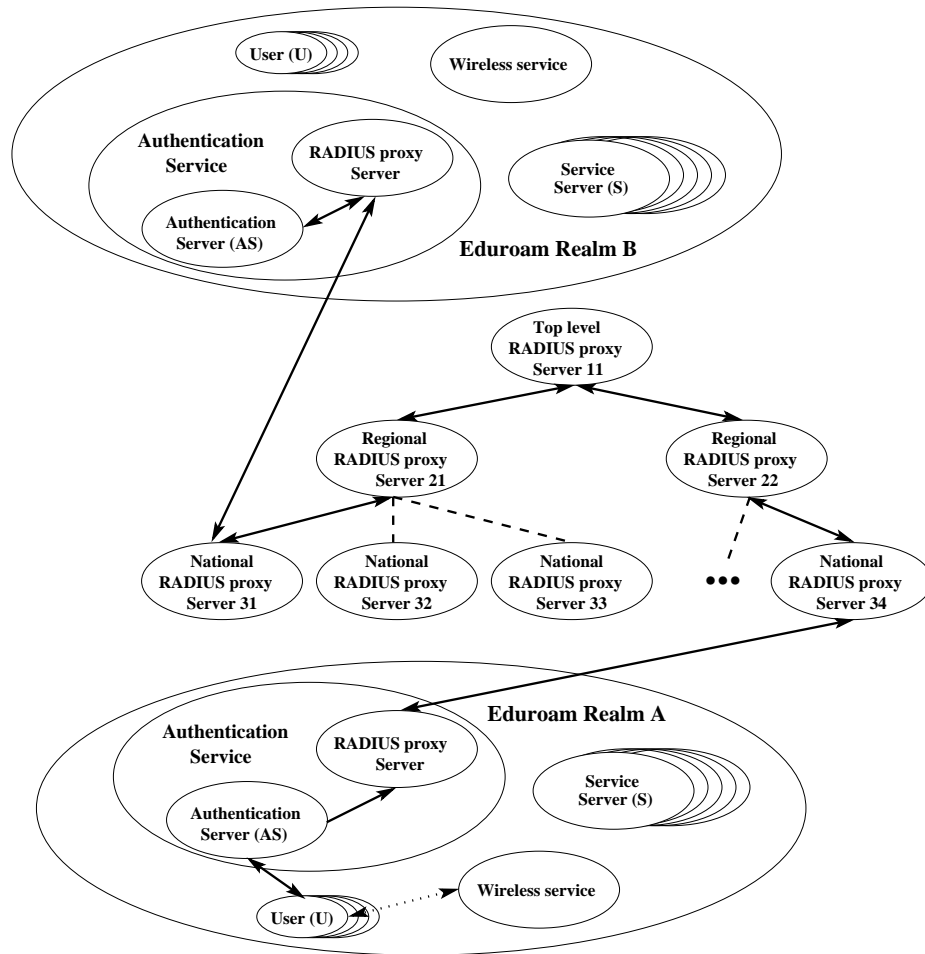 User (U)
Wireless service
Authentication
Service
RADIUS proxy
Server
Service
Server (S)
Authentication
Server (AS)
Eduroam Realm B
Top level
RADIUS proxy
Server 11
Regional
RADIUS proxy
Server 21
Regional
RADIUS proxy
Server 22
National
RADIUS proxy
Server 31
National
RADIUS proxy
Server 32
National
RADIUS proxy
Server 33
National
RADIUS proxy
Server 34
Eduroam Realm A
Authentication
Service
RADIUS proxy
Server
Service
Server (S)
Authentication
Server (AS)
Wireless service
User (U)